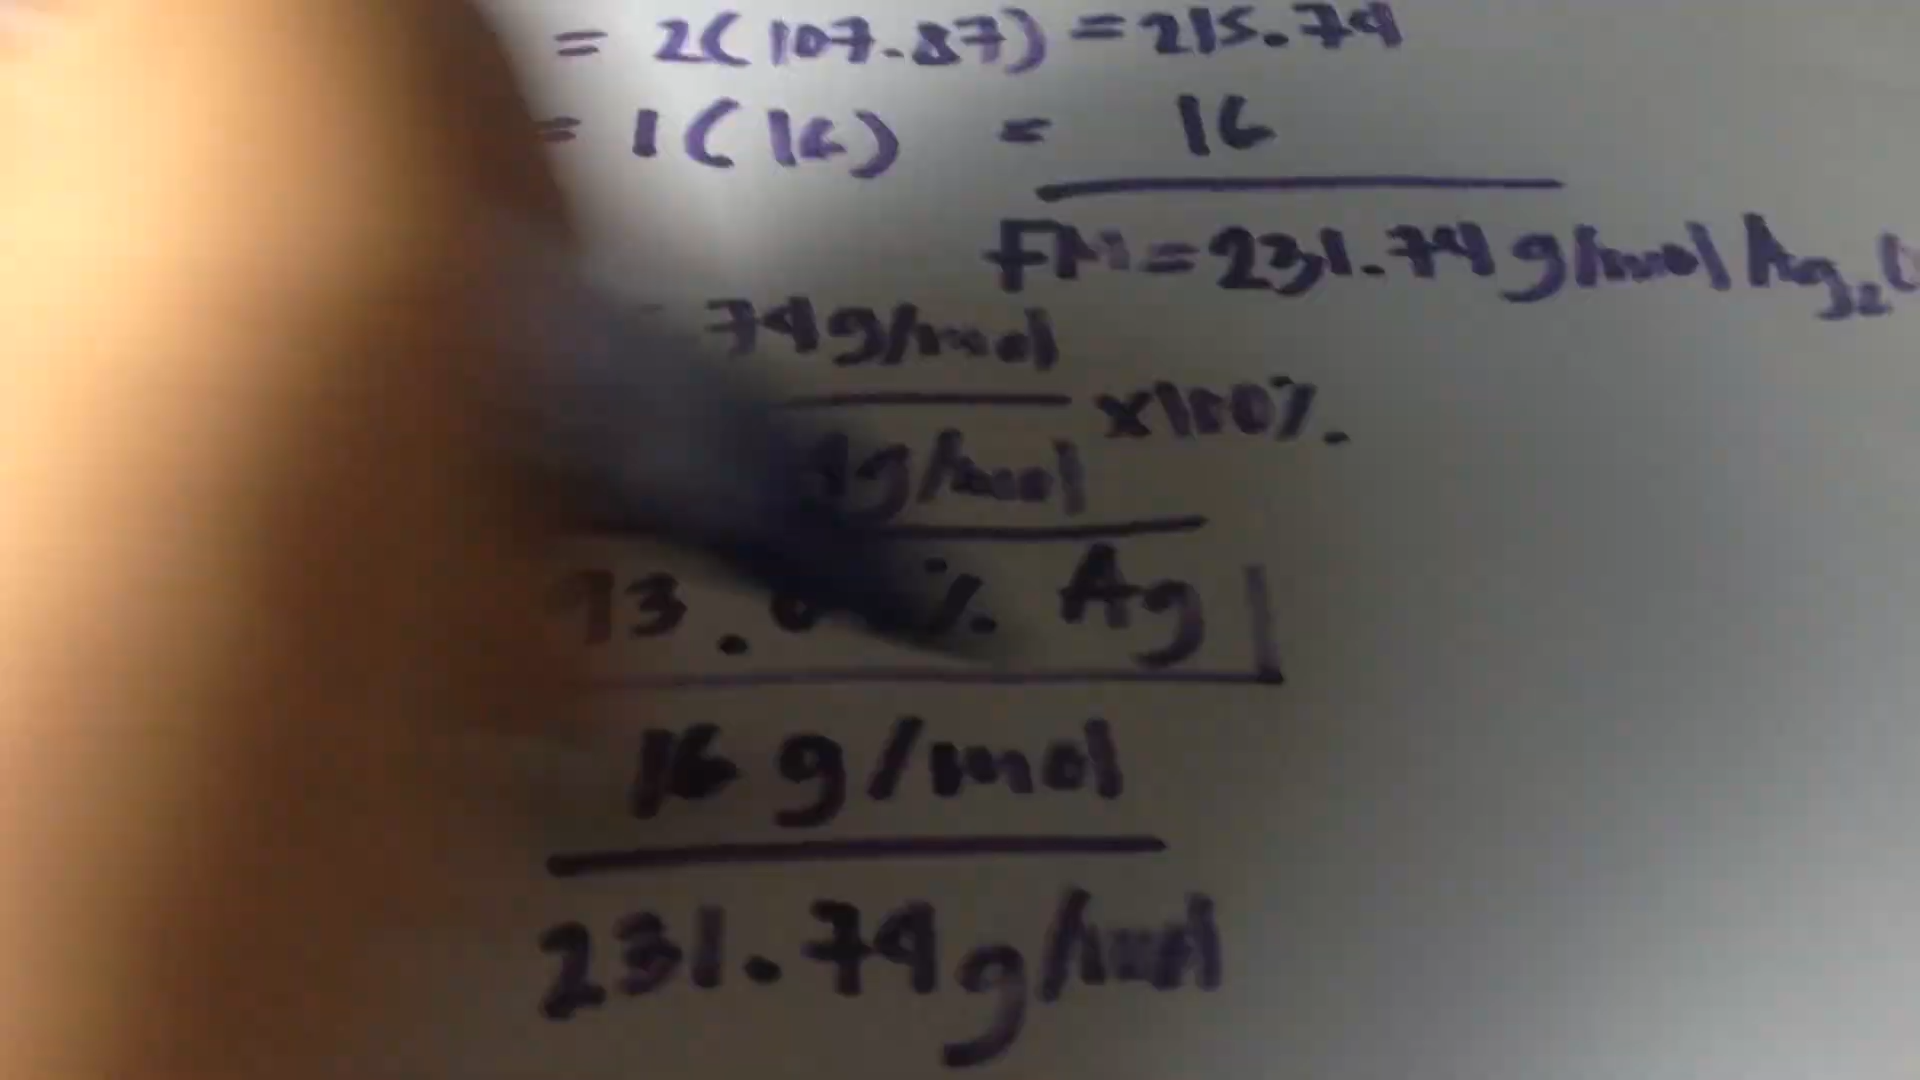 = 2(107.87) = 215.74
= 1(16) = 16
FM = 231.74 g/mol Ag2
74 g/mol
x100%
g/mol
93. % Ag
16 g/mol
231.74 g/mol